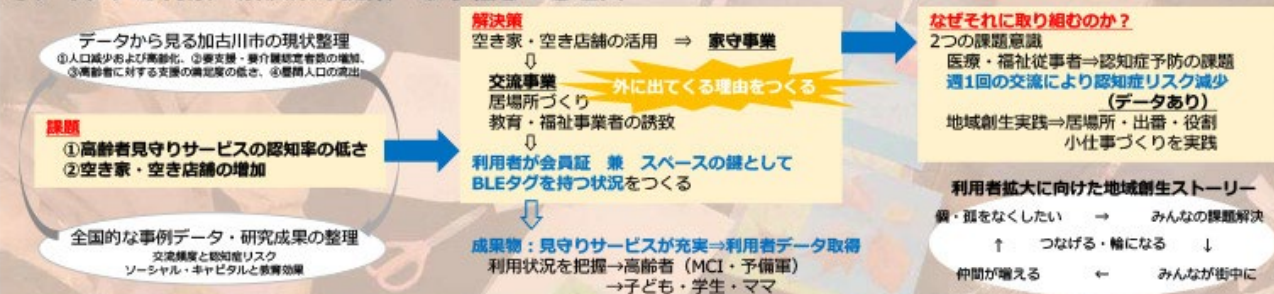 データから見る加古川市の現状整理
①人口減少および高齢化、②要支援・要介護認定者数の増加、
③高齢者に対する支援の満足度の低さ、④昼間人口の流出
課題
①高齢者見守りサービスの認知率の低さ
②空き家・空き店舗の増加
全国的な事例データ・研究成果の整理
交流頻度と認知症リスク
ソーシャル・キャピタルと教育効果
解決策
空き家・空き店舗の活用 ⇒ 家守事業
⇩
交流事業
外に出てくる理由をつくる
居場所づくり
教育・福祉事業者の誘致
⇩
利用者が会員証 兼 スペースの鍵として
BLEタグを持つ状況をつくる
成果物：見守りサービスが充実⇒利用者データ取得
利用状況を把握→高齢者（MCI・予備軍）
→子ども・学生・ママ
なぜそれに取り組むのか？
2つの課題意識
医療・福祉従事者⇒認知症予防の課題
週1回の交流により認知症リスク減少
（データあり）
地域創生実践⇒居場所・出番・役割
小仕事づくりを実践
利用者拡大に向けた地域創生ストーリー
個・孤をなくしたい → みんなの課題解決
↑ つなげる・輪になる ↓
仲間が増える ← みんなが街中に